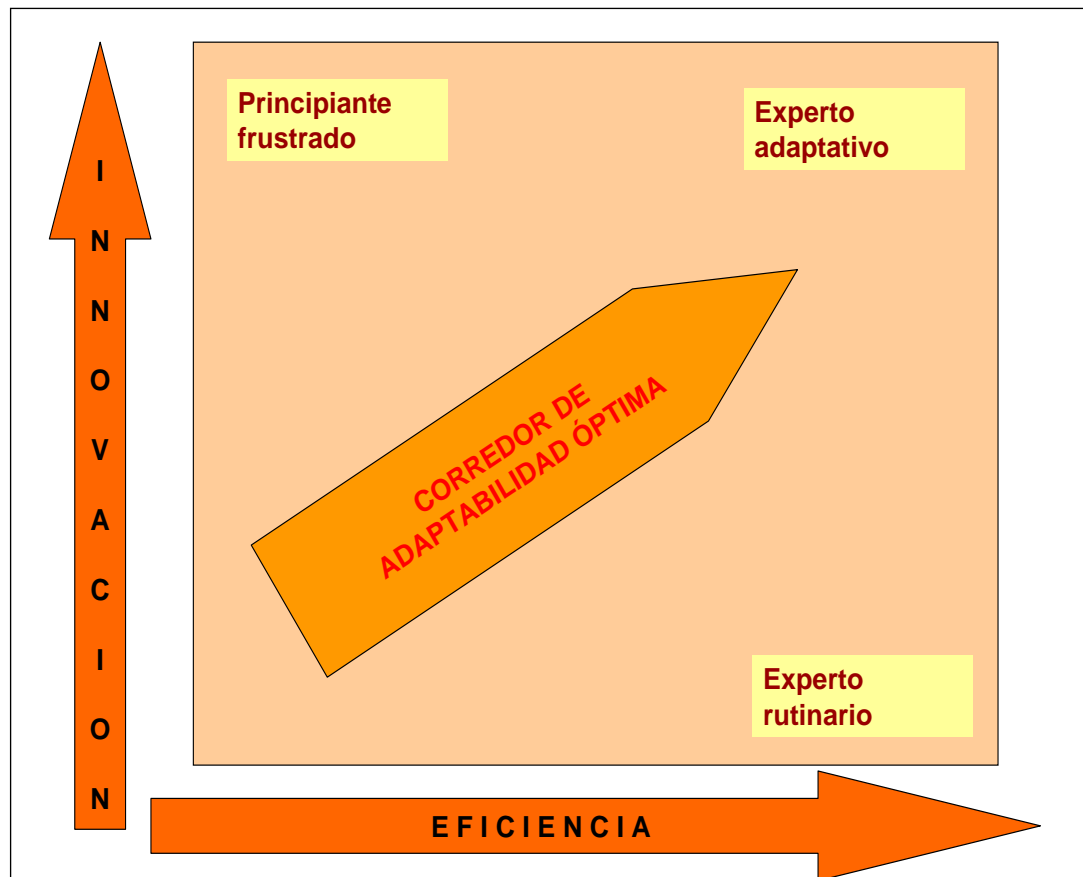 Principiante
frustrado
Experto
adaptativo
I N N O V A C I O N
CORREDOR DE
ADAPTABILIDAD ÓPTIMA
Experto
rutinario
E F I C I E N C I A